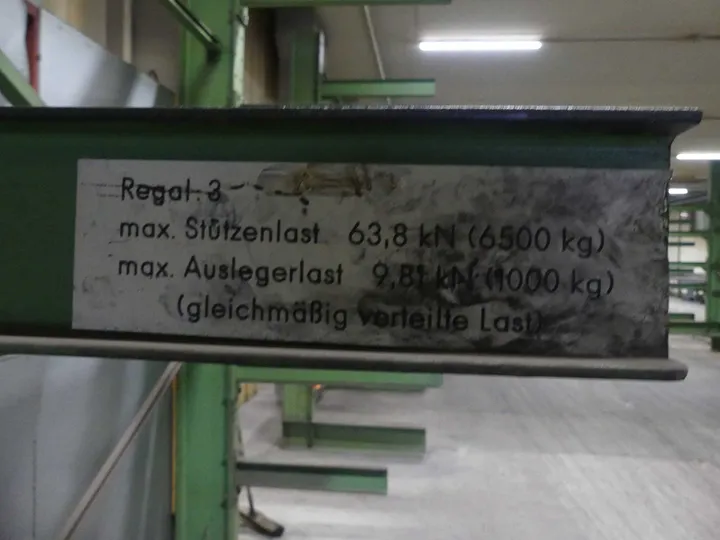 Regal: 3
max. Stützenlast 63,8 kN (6500 kg)
max. Auslegerlast 9,81 kN (1000 kg)
(gleichmäßig verteilte Last)